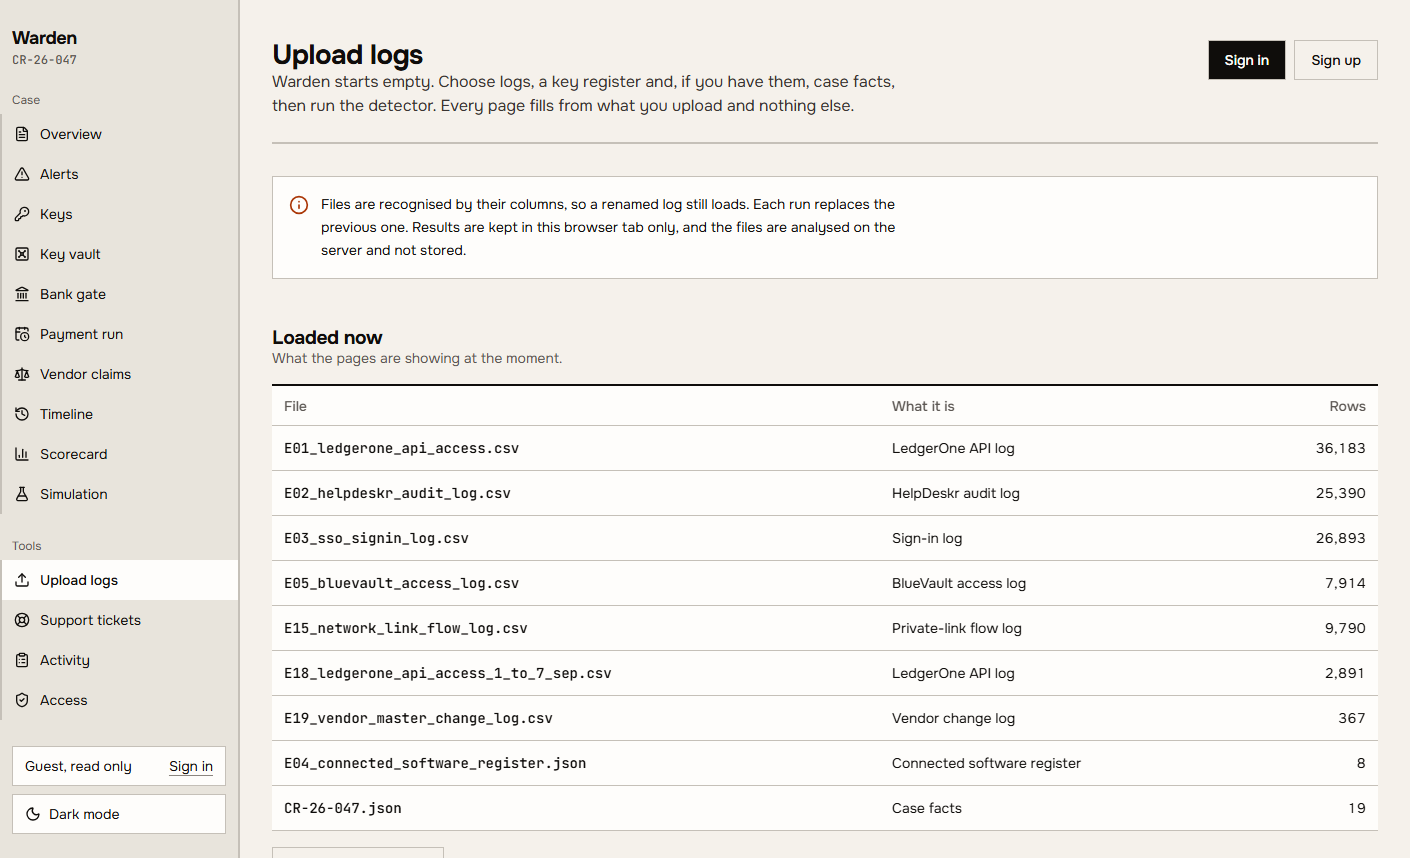 Warden
CR-26-047
Case
Overview
Alerts
Keys
Key vault
Bank gate
Payment run
Vendor claims
Timeline
Scorecard
Simulation
Tools
Upload logs
Support tickets
Activity
Access
Guest, read only Sign in
Dark mode
Upload logs
Warden starts empty. Choose logs, a key register and, if you have them, case facts,
then run the detector. Every page fills from what you upload and nothing else.
Sign in Sign up
Files are recognised by their columns, so a renamed log still loads. Each run replaces the
previous one. Results are kept in this browser tab only, and the files are analysed on the
server and not stored.
Loaded now
What the pages are showing at the moment.
File What it is Rows
E01_ledgerone_api_access.csv LedgerOne API log 36,183
E02_helpdeskr_audit_log.csv HelpDeskr audit log 25,390
E03_sso_signin_log.csv Sign-in log 26,893
E05_bluevault_access_log.csv BlueVault access log 7,914
E15_network_link_flow_log.csv Private-link flow log 9,790
E18_ledgerone_api_access_1_to_7_sep.csv LedgerOne API log 2,891
E19_vendor_master_change_log.csv Vendor change log 367
E04_connected_software_register.json Connected software register 8
CR-26-047.json Case facts 19